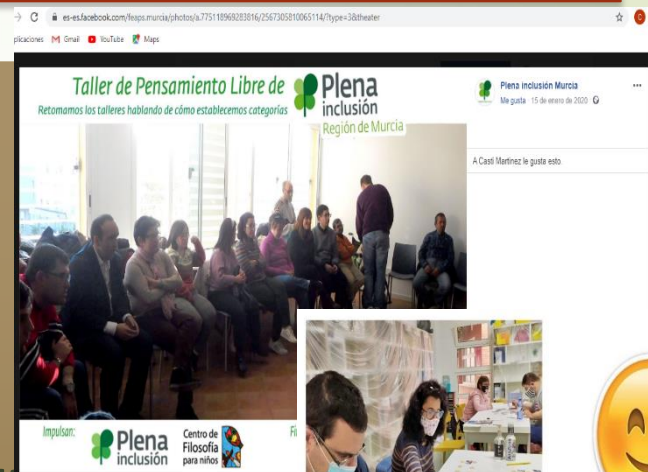 es-es.facebook.com/feaps.murcia/photos/a.775118969283816/2567305810065114/?type=3&theater
plicaciones Gmail YouTube Maps
Taller de Pensamiento Libre de
Retomamos los talleres hablando de cómo establecemos categorías
Plena
inclusión
Región de Murcia
Plena inclusión Murcia
Me gusta 15 de enero de 2020
A Casti Martinez le gusta esto.
Impulsan:
Plena
inclusión
Centro de
Filosofía
para niños